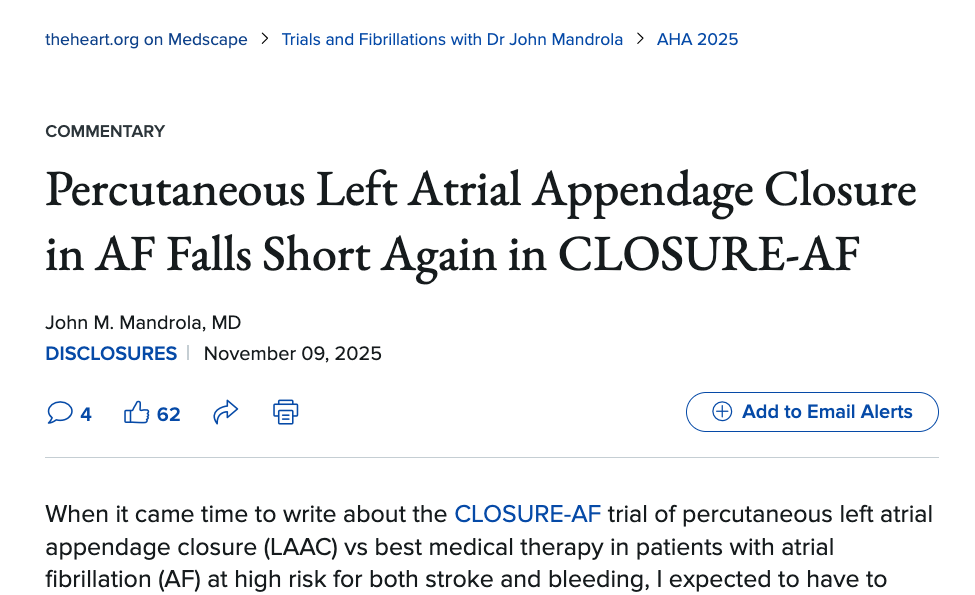 theheart.org on Medscape > Trials and Fibrillations with Dr John Mandrola > AHA 2025
COMMENTARY
Percutaneous Left Atrial Appendage Closure
in AF Falls Short Again in CLOSURE-AF
John M. Mandrola, MD
DISCLOSURES | November 09, 2025
4 62 Add to Email Alerts
When it came time to write about the CLOSURE-AF trial of percutaneous left atrial
appendage closure (LAAC) vs best medical therapy in patients with atrial
fibrillation (AF) at high risk for both stroke and bleeding, I expected to have to